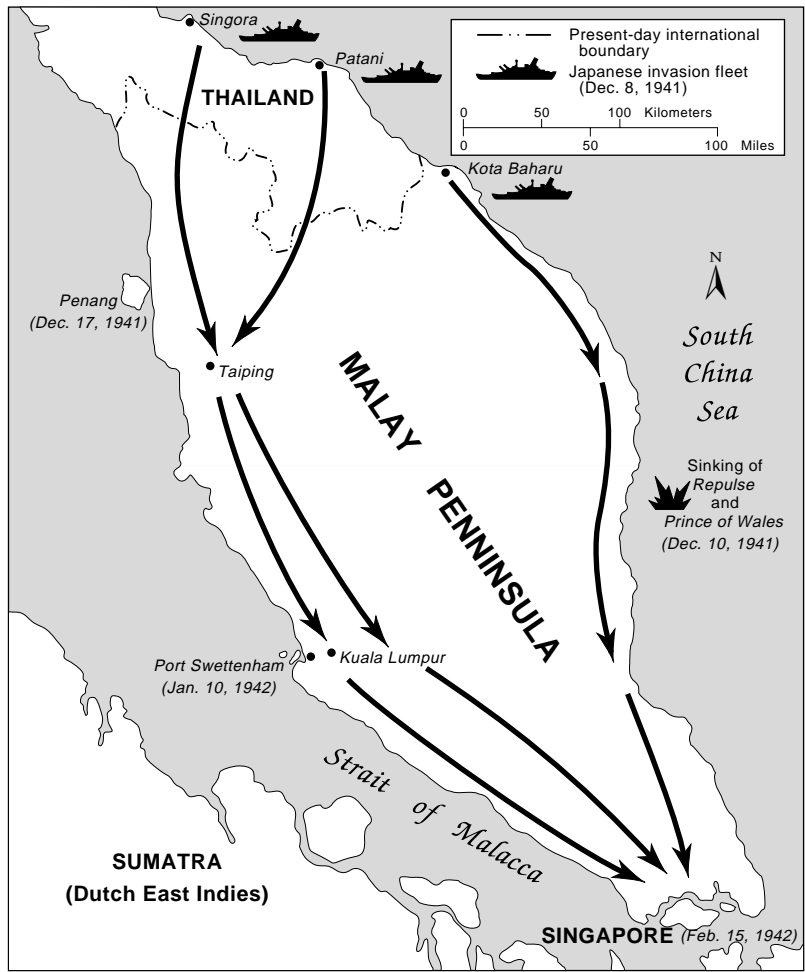 Singora
Patani
THAILAND
Present-day international
boundary
Japanese invasion fleet
(Dec. 8, 1941)
0 50 100 Kilometers
0 50 100 Miles
Kota Baharu
N
Penang
(Dec. 17, 1941)
South
China
Sea
Taiping
MALAY PENNINSULA
Sinking of
Repulse
and
Prince of Wales
(Dec. 10, 1941)
Port Swettenham
(Jan. 10, 1942)
Kuala Lumpur
Strait of Malacca
SUMATRA
(Dutch East Indies)
SINGAPORE (Feb. 15, 1942)